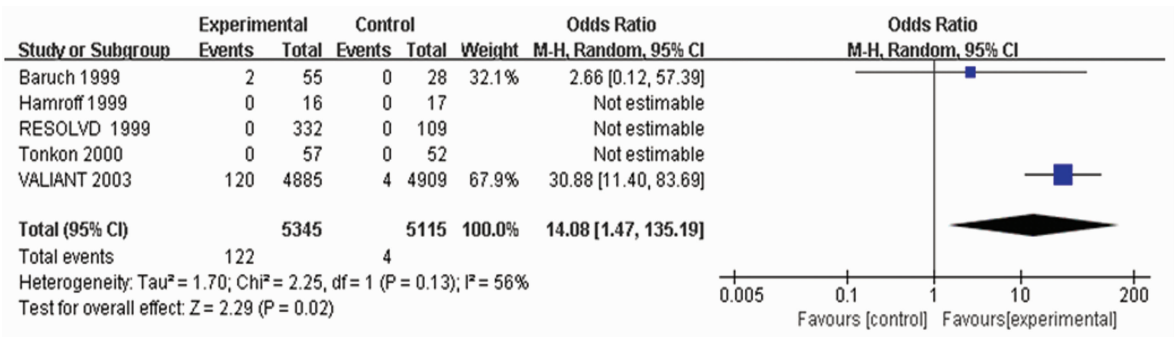 Experimental Control Odds Ratio Odds Ratio
Study or Subgroup Events Total Events Total Weight M-H, Random, 95% CI M-H, Random, 95% CI
Baruch 1999 2 55 0 28 32.1% 2.66 [0.12, 57.39]
Hamroff 1999 0 16 0 17 Not estimable
RESOLVD 1999 0 332 0 109 Not estimable
Tonkon 2000 0 57 0 52 Not estimable
VALIANT 2003 120 4885 4 4909 67.9% 30.88 [11.40, 83.69]
Total (95% CI) 5345 5115 100.0% 14.08 [1.47, 135.19]
Total events 122 4
Heterogeneity: Tau² = 1.70; Chi² = 2.25, df = 1 (P = 0.13); I² = 56%
Test for overall effect: Z = 2.29 (P = 0.02)
0.005 0.1 1 10 200
Favours [control] Favours[experimental]